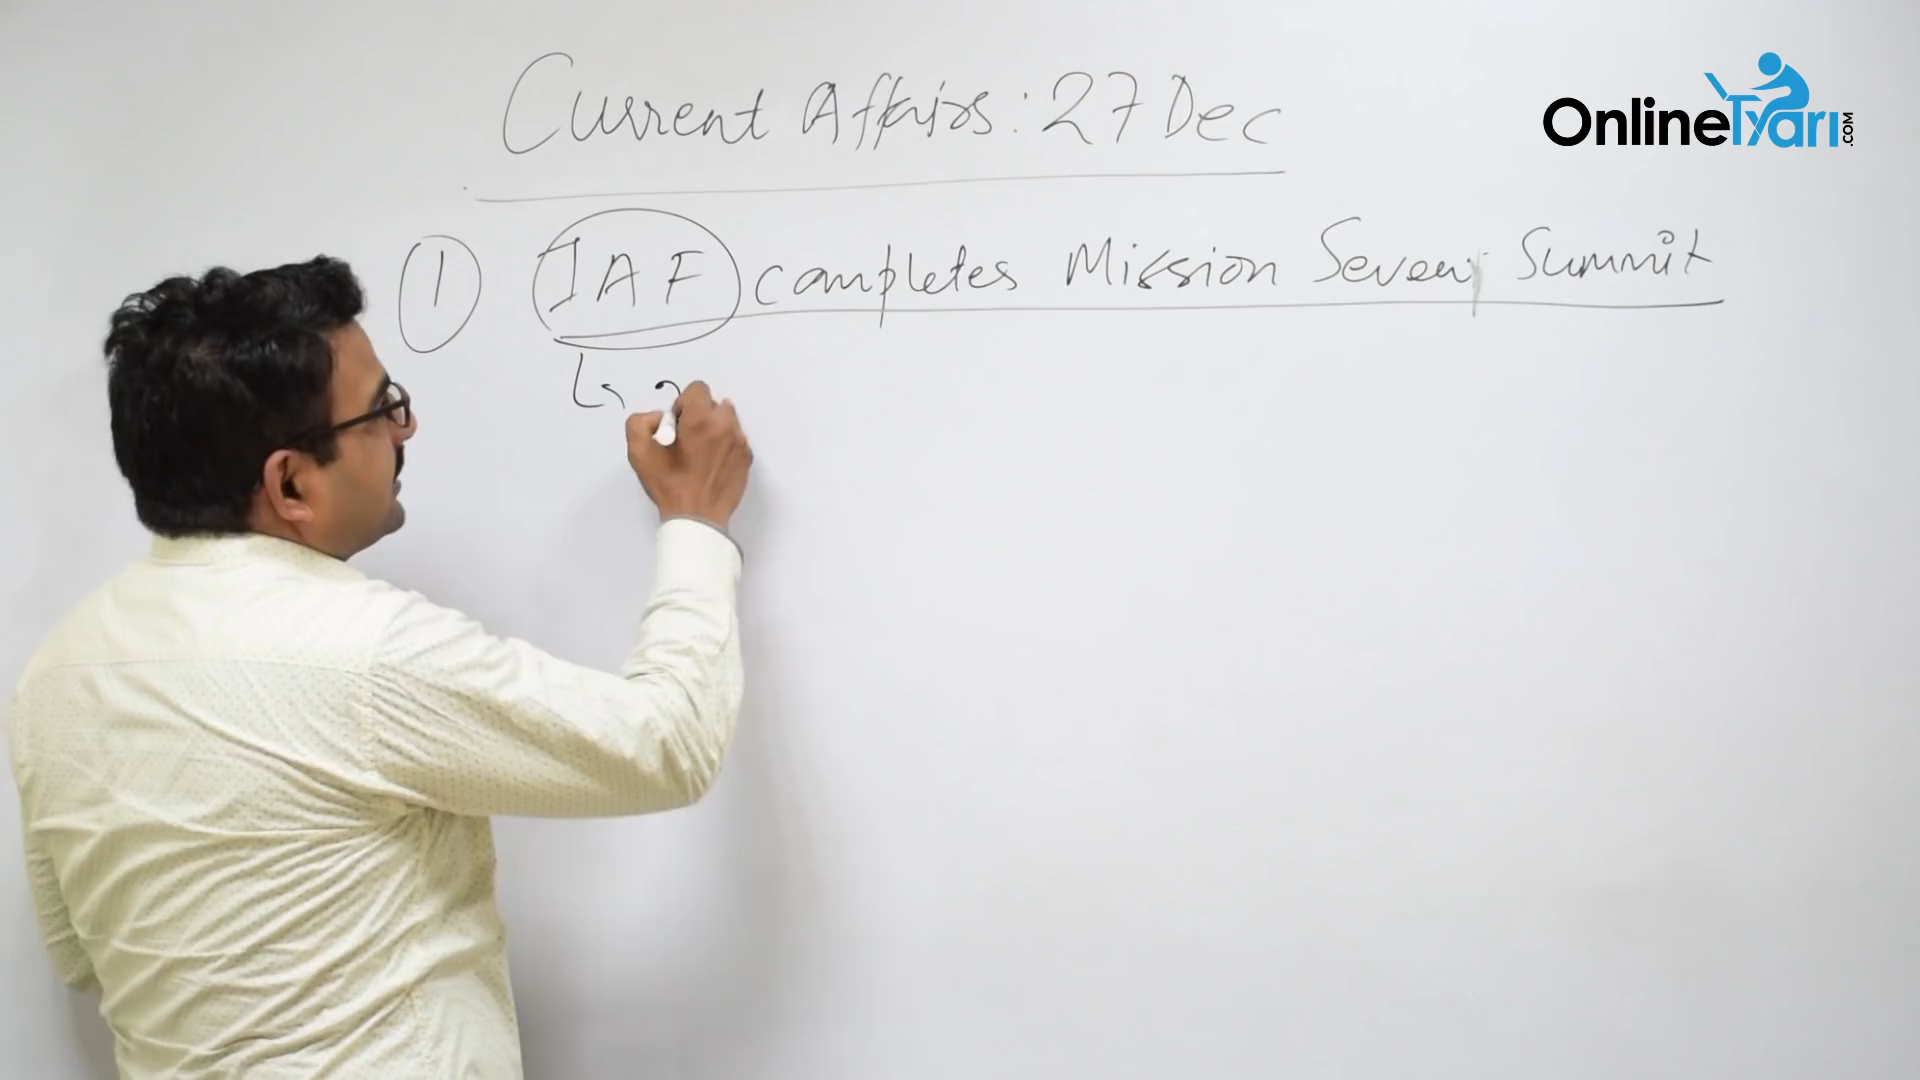 Current Affairs: 27 Dec
OnlineTyari.COM
1 IAF completes Mission Seven Summit